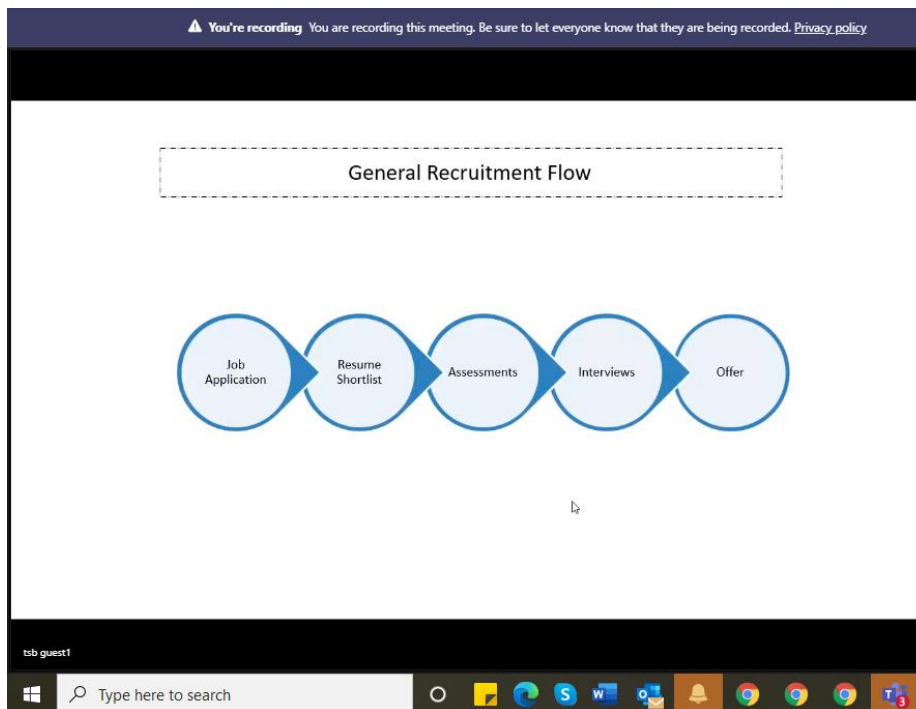 You're recording You are recording this meeting. Be sure to let everyone know that they are being recorded. Privacy policy
General Recruitment Flow
Job
Application
Resume
Shortlist
Assessments
Interviews
Offer
tsb guest1
Type here to search
3